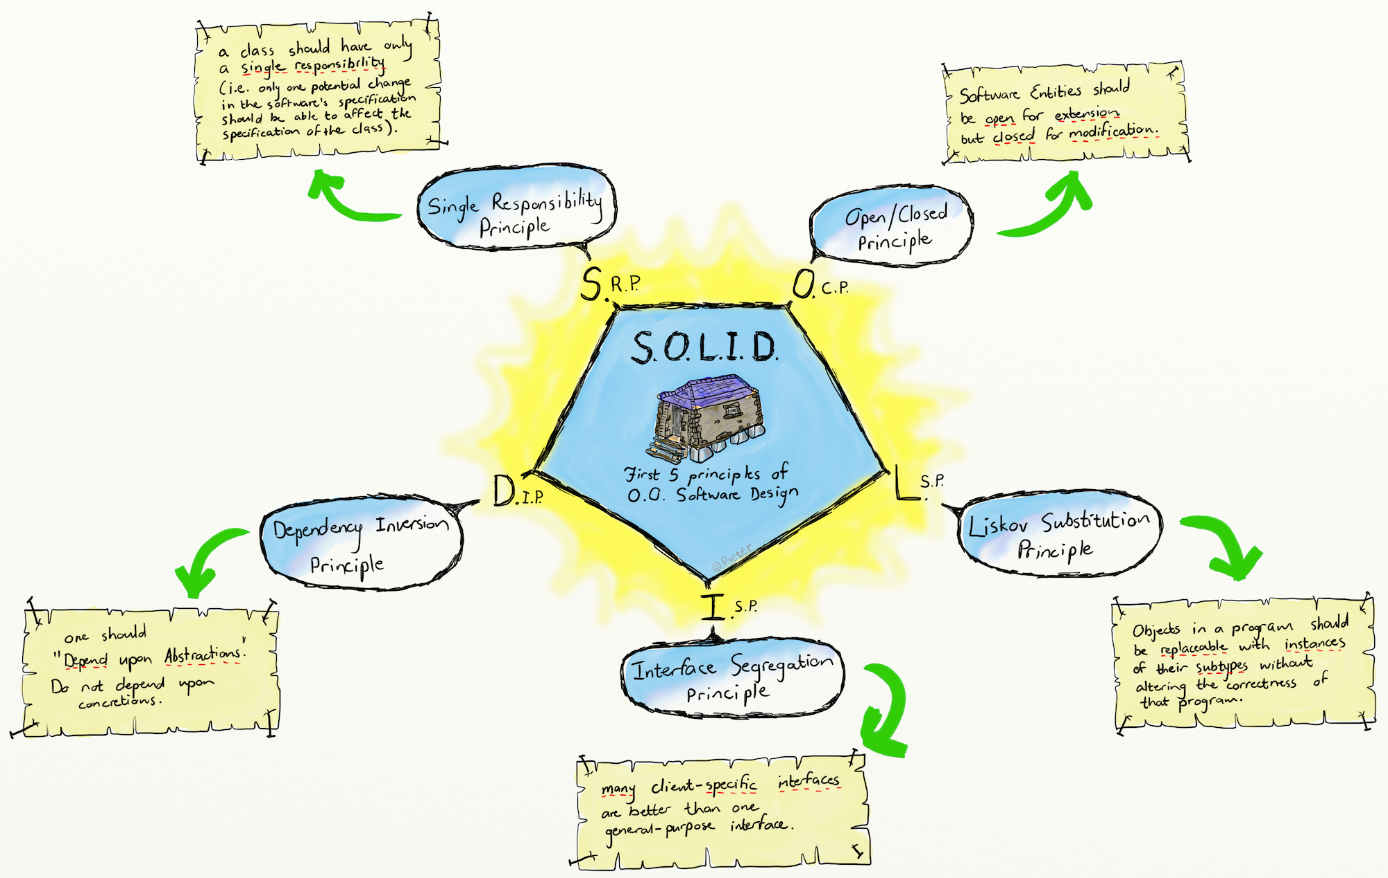 a class should have only
a single responsibility
(i.e. only one potential change
in the software's specification
should be able to affect the
specification of the class).
Software Entities should
be open for extension
but closed for modification.
Single Responsibility
Principle
Open/Closed
Principle
S.R.P.
O.C.P.
S.O.L.I.D.
First 5 principles of
O.O. Software Design
D.I.P.
L.S.P.
Dependency Inversion
Principle
Liskov Substitution
Principle
I.S.P.
Interface Segregation
Principle
one should
"Depend upon Abstractions."
Do not depend upon
concretions.
Objects in a program should
be replaceable with instances
of their subtypes without
altering the correctness of
that program.
many client-specific interfaces
are better than one
general-purpose interface.